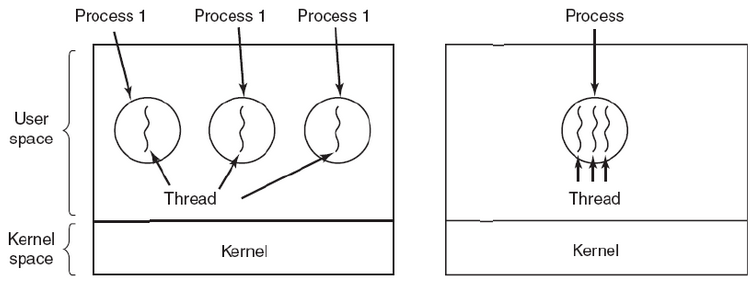 Process 1 Process 1 Process 1 Process
User
space
Thread Thread
Kernel
space
Kernel Kernel